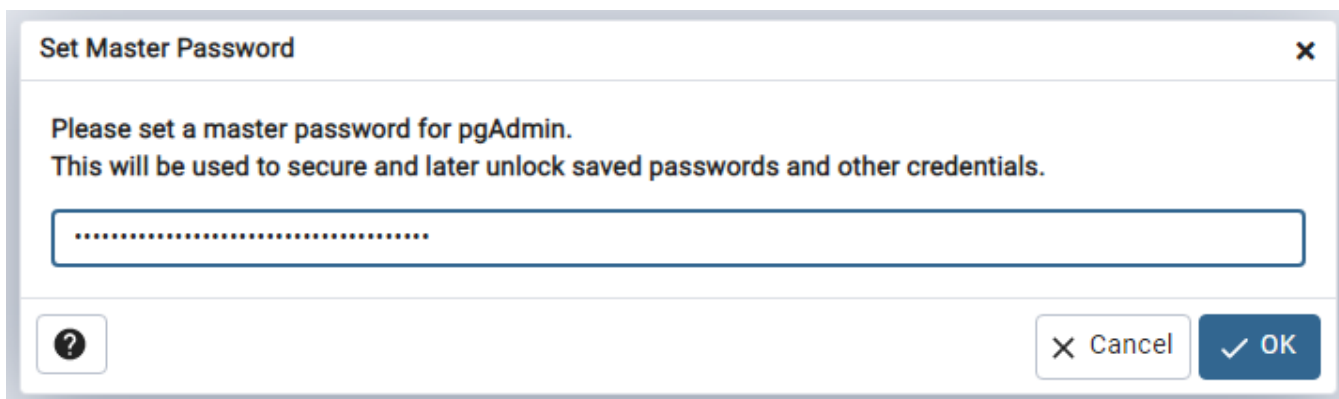 Set Master Password
Please set a master password for pgAdmin.
This will be used to secure and later unlock saved passwords and other credentials.
Cancel
OK